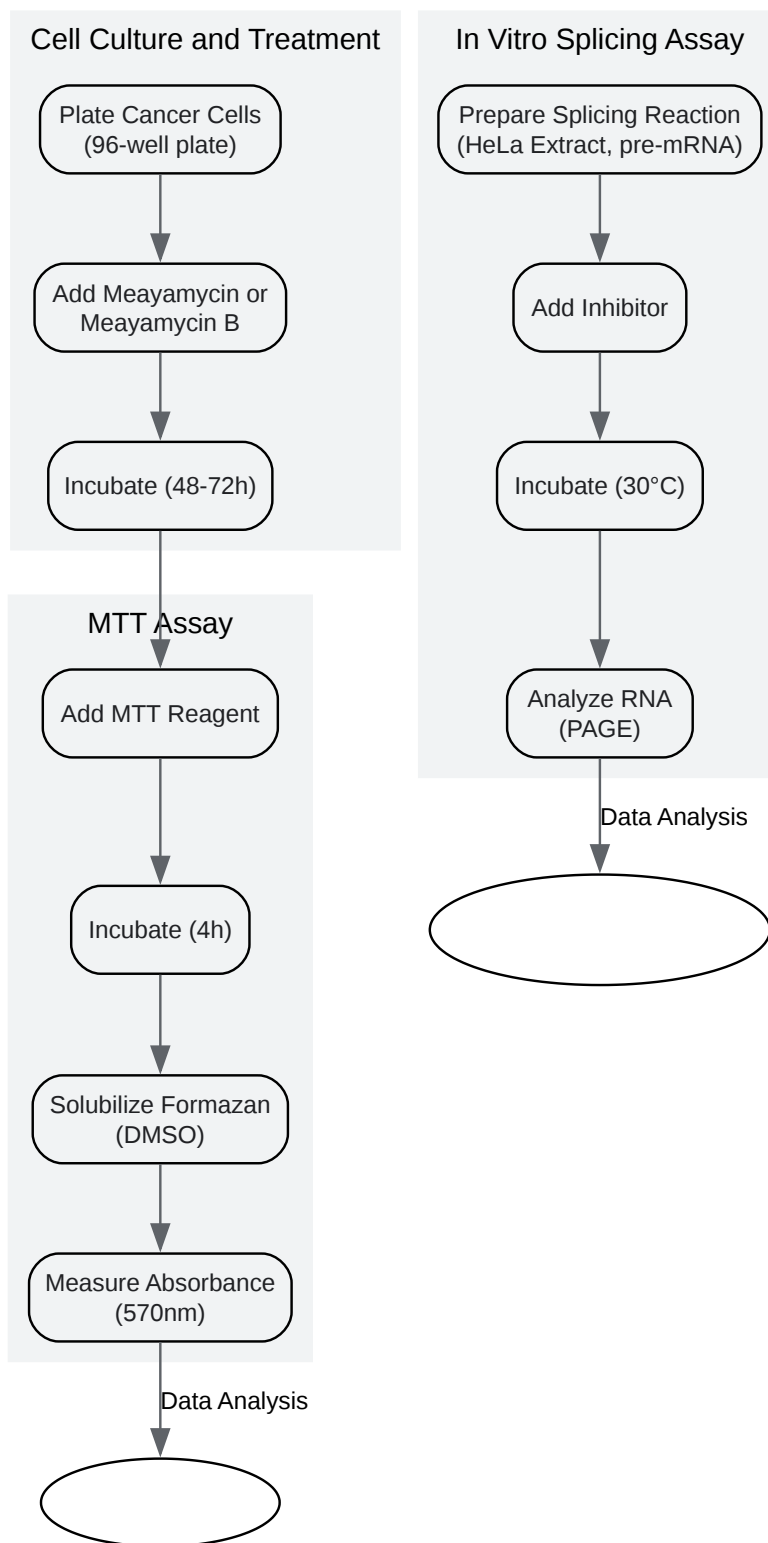 Cell Culture and Treatment
Plate Cancer Cells
(96-well plate)
Add Meayamycin or
Meayamycin B
Incubate (48-72h)
MTT Assay
Add MTT Reagent
Incubate (4h)
Solubilize Formazan
(DMSO)
Measure Absorbance
(570nm)
Data Analysis
In Vitro Splicing Assay
Prepare Splicing Reaction
(HeLa Extract, pre-mRNA)
Add Inhibitor
Incubate (30°C)
Analyze RNA
(PAGE)
Data Analysis